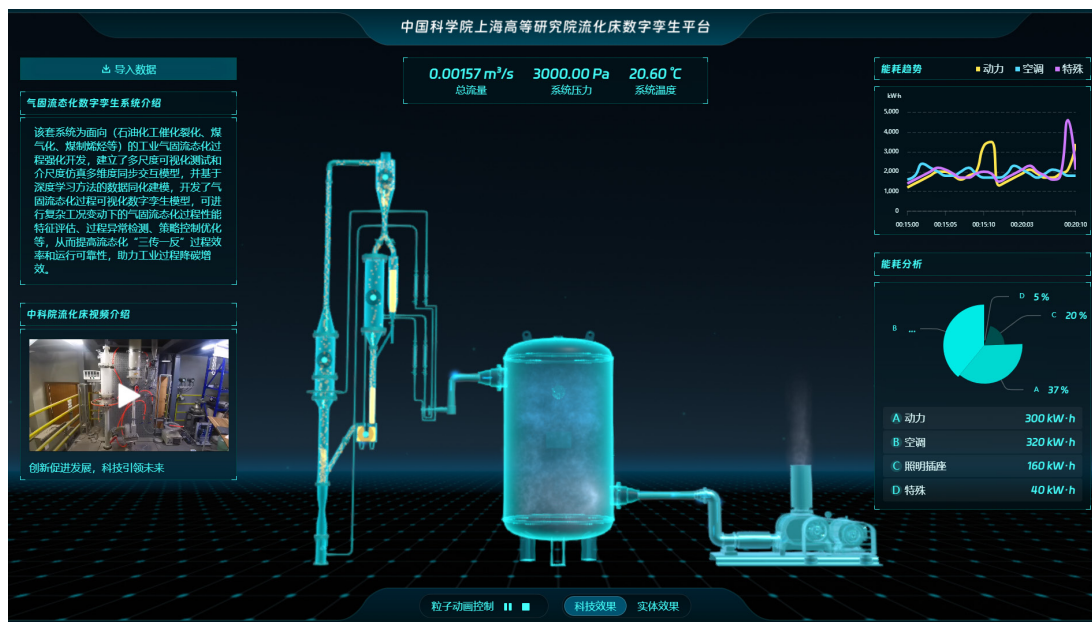 中国科学院上海高等研究院流化床数字孪生平台
导入数据
气固流态化数字孪生系统介绍
该套系统为面向（石油化工催化裂化、煤
气化、煤制烯烃等）的工业气固流态化过
程强化开发，建立了多尺度可视化测试和
介尺度仿真多维度同步交互模型，并基于
深度学习方法的数据同化建模，开发了气
固流态化过程可视化数字孪生模型，可进
行复杂工况变动下的气固流态化过程性能
特征评估、过程异常检测、策略控制优化
等，从而提高流态化“三传一反”过程效
率和运行可靠性，助力工业过程降碳增
效。
中科院流化床视频介绍
创新促进发展，科技引领未来
0.00157 m³/s 3000.00 Pa 20.60 ℃
总流量 系统压力 系统温度
能耗趋势 动力 空调 特殊
kW·h
5,000
4,000
3,000
2,000
1,000
0
00:15:00 00:15:05 00:15:10 00:20:03 00:20:10
能耗分析
D 5 %
C 20 %
B ...
A 37 %
A 动力 300 kW·h
B 空调 320 kW·h
C 照明插座 160 kW·h
D 特殊 40 kW·h
粒子动画控制 科技效果 实体效果